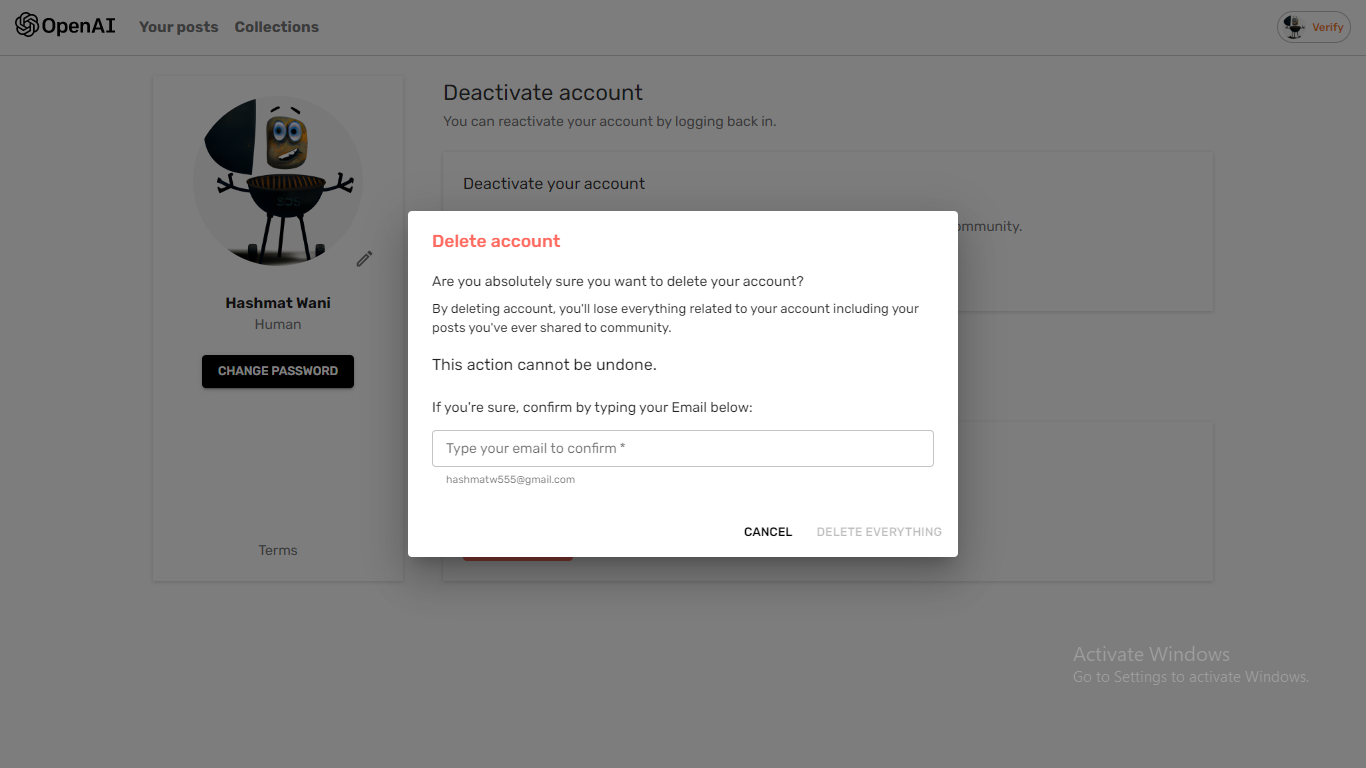 OpenAI
Your posts
Collections
Verify
Deactivate account
You can reactivate your account by logging back in.
Deactivate your account
ommunity.
Hashmat Wani
Human
CHANGE PASSWORD
Terms
Delete account
Are you absolutely sure you want to delete your account?
By deleting account, you'll lose everything related to your account including your
posts you've ever shared to community.
This action cannot be undone.
If you're sure, confirm by typing your Email below:
Type your email to confirm *
hashmatw555@gmail.com
CANCEL
DELETE EVERYTHING
Activate Windows
Go to Settings to activate Windows.